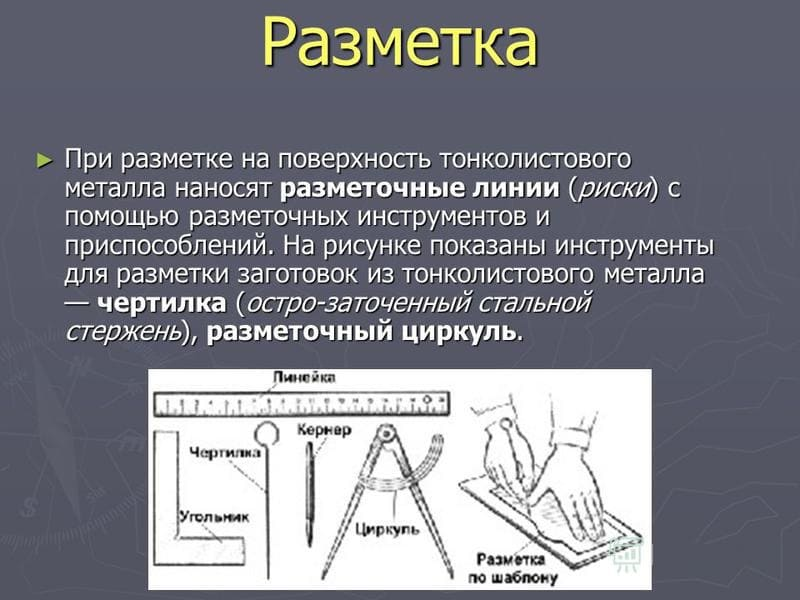 Разметка
► При разметке на поверхность тонколистового
металла наносят разметочные линии (риски) с
помощью разметочных инструментов и
приспособлений. На рисунке показаны инструменты
для разметки заготовок из тонколистового металла
— чертилка (остро-заточенный стальной
стержень), разметочный циркуль.
Линейка
Кернер
Чертилка
Угольник
Циркуль
Разметка
по шаблону